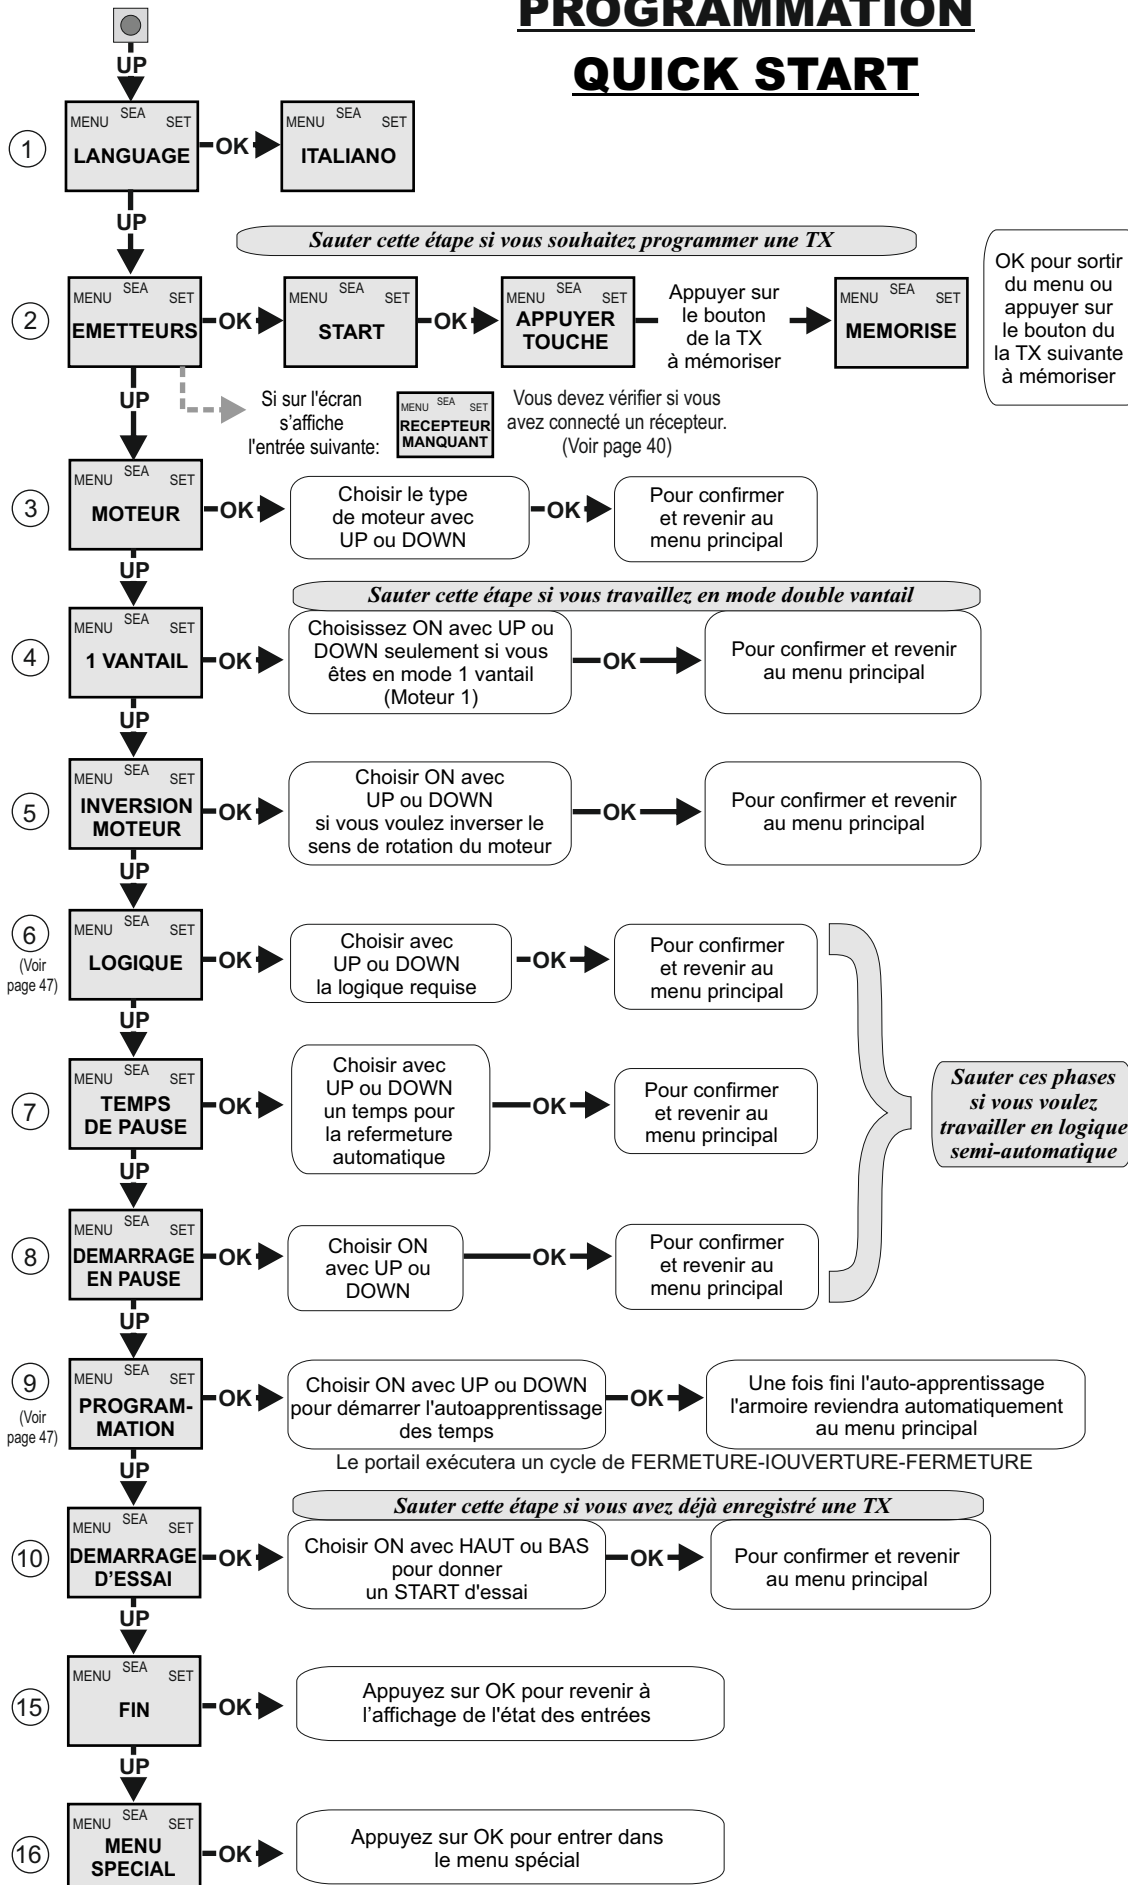 PROGRAMMATION
QUICK START
UP
1
MENU SEA SET
LANGUAGE
OK
MENU SEA SET
ITALIANO
UP
Sauter cette étape si vous souhaitez programmer une TX
2
MENU SEA SET
EMETTEURS
OK
MENU SEA SET
START
OK
MENU SEA SET
APPUYER
TOUCHE
Appuyer sur
le bouton
de la TX
à mémoriser
MENU SEA SET
MEMORISE
OK pour sortir
du menu ou
appuyer sur
le bouton du
la TX suivante
à mémoriser
UP
Si sur l'écran
s’affiche
l'entrée suivante:
MENU SEA SET
RECEPTEUR
MANQUANT
Vous devez vérifier si vous
avez connecté un récepteur.
(Voir page 40)
3
MENU SEA SET
MOTEUR
OK
Choisir le type
de moteur avec
UP ou DOWN
OK
Pour confirmer
et revenir au
menu principal
UP
Sauter cette étape si vous travaillez en mode double vantail
4
MENU SEA SET
1 VANTAIL
OK
Choisissez ON avec UP ou
DOWN seulement si vous
êtes en mode 1 vantail
(Moteur 1)
OK
Pour confirmer et revenir
au menu principal
UP
5
MENU SEA SET
INVERSION
MOTEUR
OK
Choisir ON avec
UP ou DOWN
si vous voulez inverser le
sens de rotation du moteur
OK
Pour confirmer et revenir
au menu principal
UP
6
(Voir
page 47)
MENU SEA SET
LOGIQUE
OK
Choisir avec
UP ou DOWN
la logique requise
OK
Pour confirmer
et revenir au
menu principal
UP
7
MENU SEA SET
TEMPS
DE PAUSE
OK
Choisir avec
UP ou DOWN
un temps pour
la refermeture
automatique
OK
Pour confirmer
et revenir au
menu principal
Sauter ces phases
si vous voulez
travailler en logique
semi-automatique
UP
8
MENU SEA SET
DEMARRAGE
EN PAUSE
OK
Choisir ON
avec UP ou
DOWN
OK
Pour confirmer
et revenir au
menu principal
UP
9
(Voir
page 47)
MENU SEA SET
PROGRAM-
MATION
OK
Choisir ON avec UP ou DOWN
pour démarrer l'autoapprentissage
des temps
OK
Une fois fini l'auto-apprentissage
l'armoire reviendra automatiquement
au menu principal
Le portail exécutera un cycle de FERMETURE-IOUVERTURE-FERMETURE
UP
Sauter cette étape si vous avez déjà enregistré une TX
10
MENU SEA SET
DEMARRAGE
D’ESSAI
OK
Choisir ON avec HAUT ou BAS
pour donner
un START d'essai
OK
Pour confirmer et revenir
au menu principal
UP
15
MENU SEA SET
FIN
OK
Appuyez sur OK pour revenir à
l’affichage de l'état des entrées
UP
16
MENU SEA SET
MENU
SPECIAL
OK
Appuyez sur OK pour entrer dans
le menu spécial